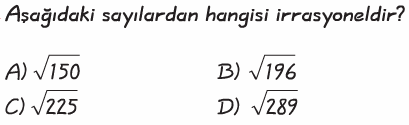 Aşağıdaki sayılardan hangisi irrasyoneldir?
A) √150 B) √196
C) √225 D) √289